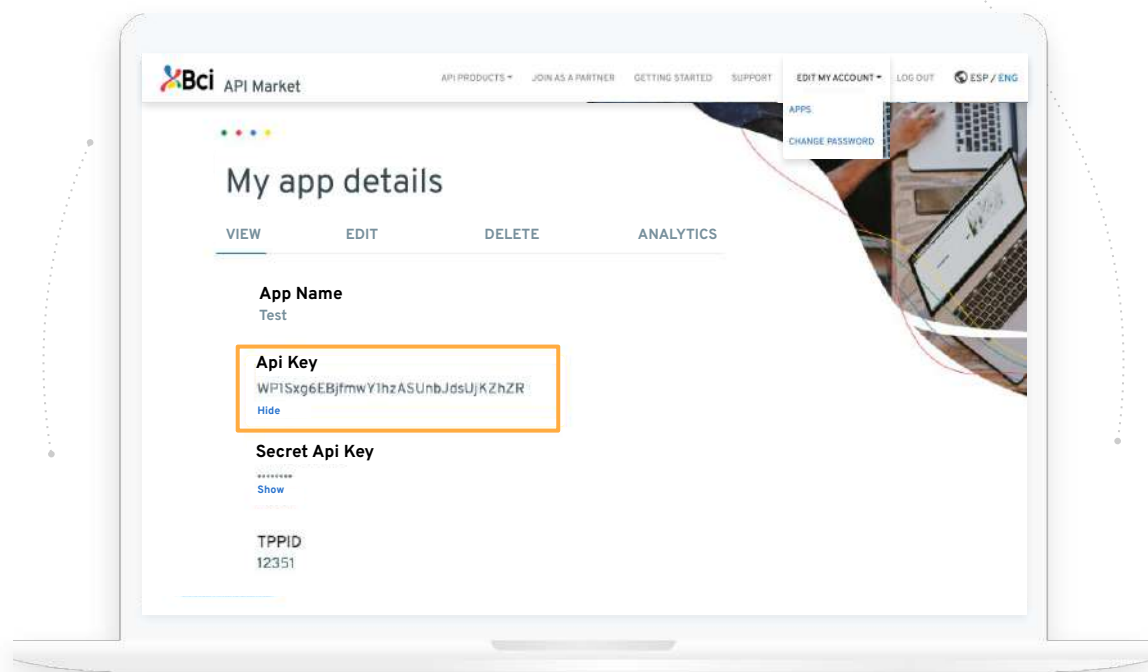 Bci API Market
API PRODUCTS JOIN AS A PARTNER GETTING STARTED SUPPORT EDIT MY ACCOUNT LOG OUT ESP / ENG
APPS
CHANGE PASSWORD
My app details
VIEW EDIT DELETE ANALYTICS
App Name
Test
Api Key
WP1Sxg6EBjfmwY1hzASUnbJdsUjKZhZR
Hide
Secret Api Key
••••••••
Show
TPPID
12351